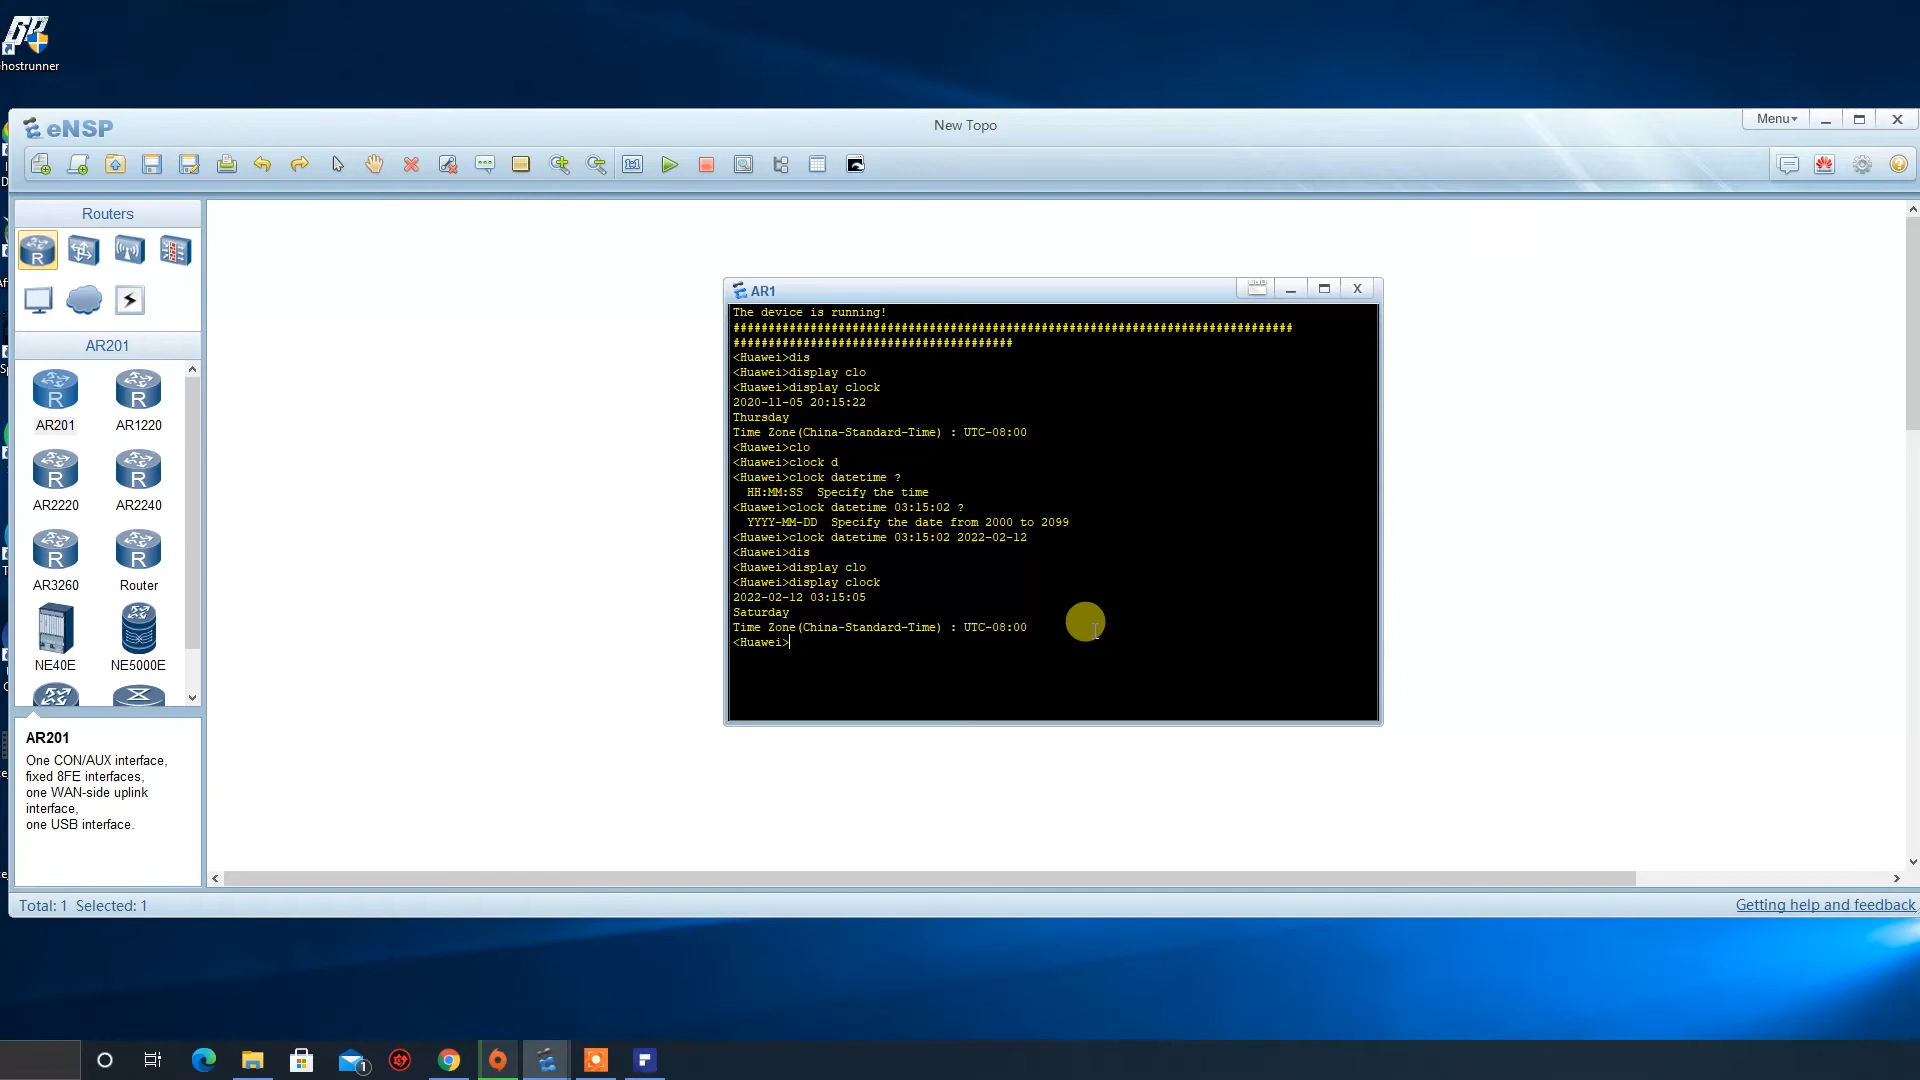 hostrunner
eNSP
New Topo
Menu
Routers
AR201
AR201
AR1220
AR2220
AR2240
AR3260
Router
NE40E
NE5000E
AR201
One CON/AUX interface,
fixed 8FE interfaces,
one WAN-side uplink
interface,
one USB interface.
AR1
The device is running!
################################################################################
########################################
<Huawei>dis
<Huawei>display clo
<Huawei>display clock
2020-11-05 20:15:22
Thursday
Time Zone(China-Standard-Time) : UTC-08:00
<Huawei>clo
<Huawei>clock d
<Huawei>clock datetime ?
HH:MM:SS  Specify the time
<Huawei>clock datetime 03:15:02 ?
YYYY-MM-DD  Specify the date from 2000 to 2099
<Huawei>clock datetime 03:15:02 2022-02-12
<Huawei>dis
<Huawei>display clo
<Huawei>display clock
2022-02-12 03:15:05
Saturday
Time Zone(China-Standard-Time) : UTC-08:00
<Huawei>
Total: 1  Selected: 1
Getting help and feedback
1